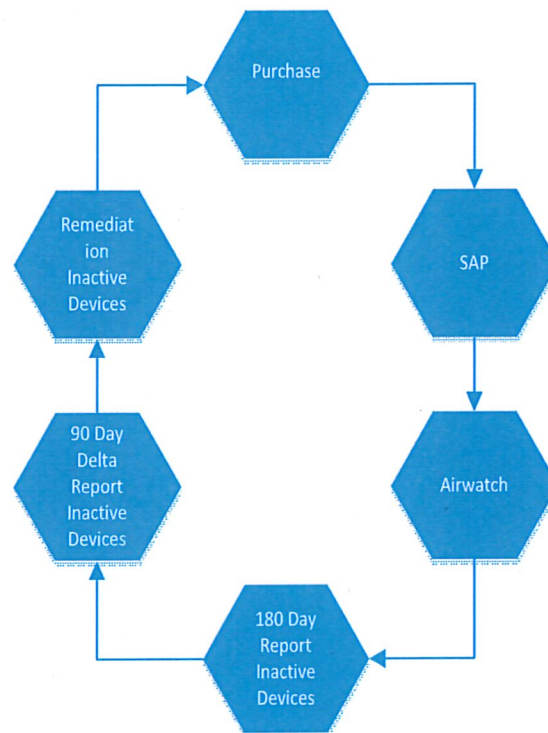 Purchase
SAP
Airwatch
180 Day
Report
Inactive
Devices
90 Day
Delta
Report
Inactive
Devices
Remediat
ion
Inactive
Devices